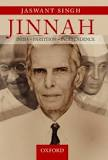 JASWANT SINGH
JINNAH
INDIA • PARTITION • INDEPENDENCE
OXFORD